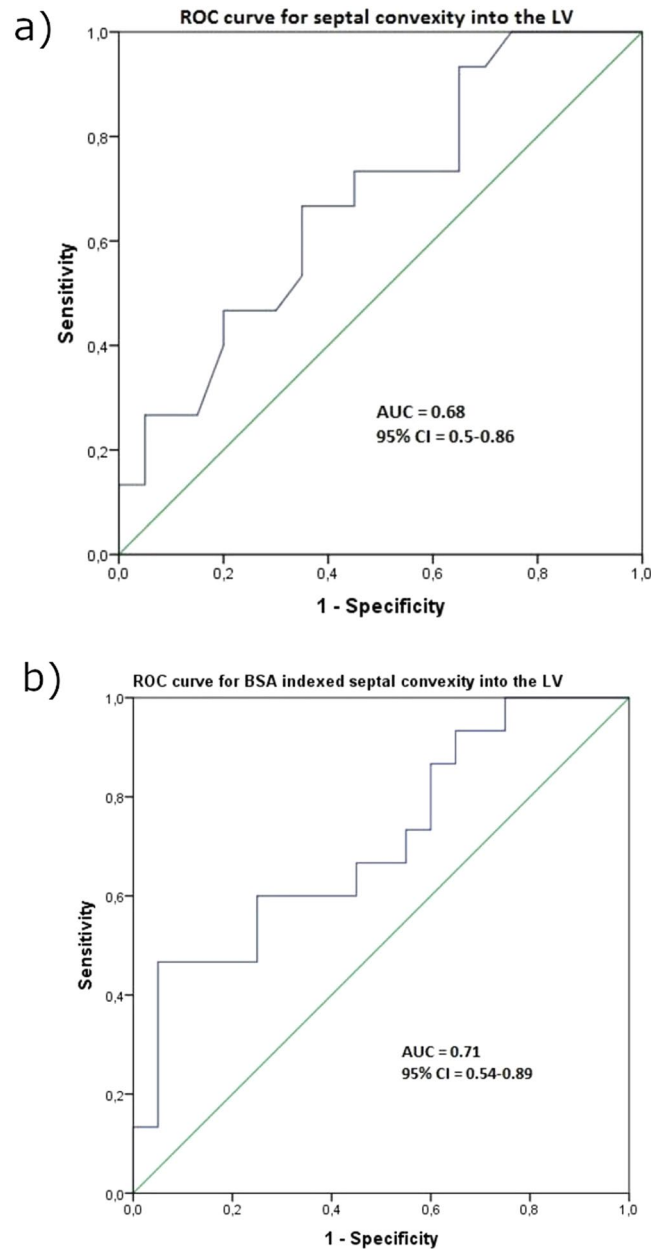 a)
ROC curve for septal convexity into the LV
1,0
0,8
0,6
0,4
0,2
0,0
Sensitivity
AUC = 0.68
95% CI = 0.5-0.86
0,0 0,2 0,4 0,6 0,8 1,0
1 - Specificity
b)
ROC curve for BSA indexed septal convexity into the LV
1,0
0,8
0,6
0,4
0,2
0,0
Sensitivity
AUC = 0.71
95% CI = 0.54-0.89
0,0 0,2 0,4 0,6 0,8 1,0
1 - Specificity